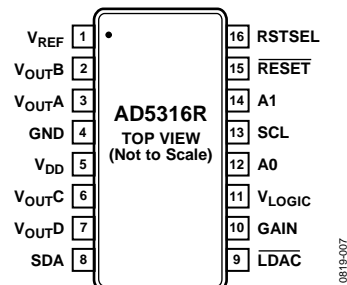 VREF 1 16 RSTSEL
VOUTB 2 15 RESET
VOUTA 3 14 A1
GND 4 13 SCL
VDD 5 12 A0
VOUTC 6 11 VLOGIC
VOUTD 7 10 GAIN
SDA 8 9 LDAC
AD5316R
TOP VIEW
(Not to Scale)
0819-007